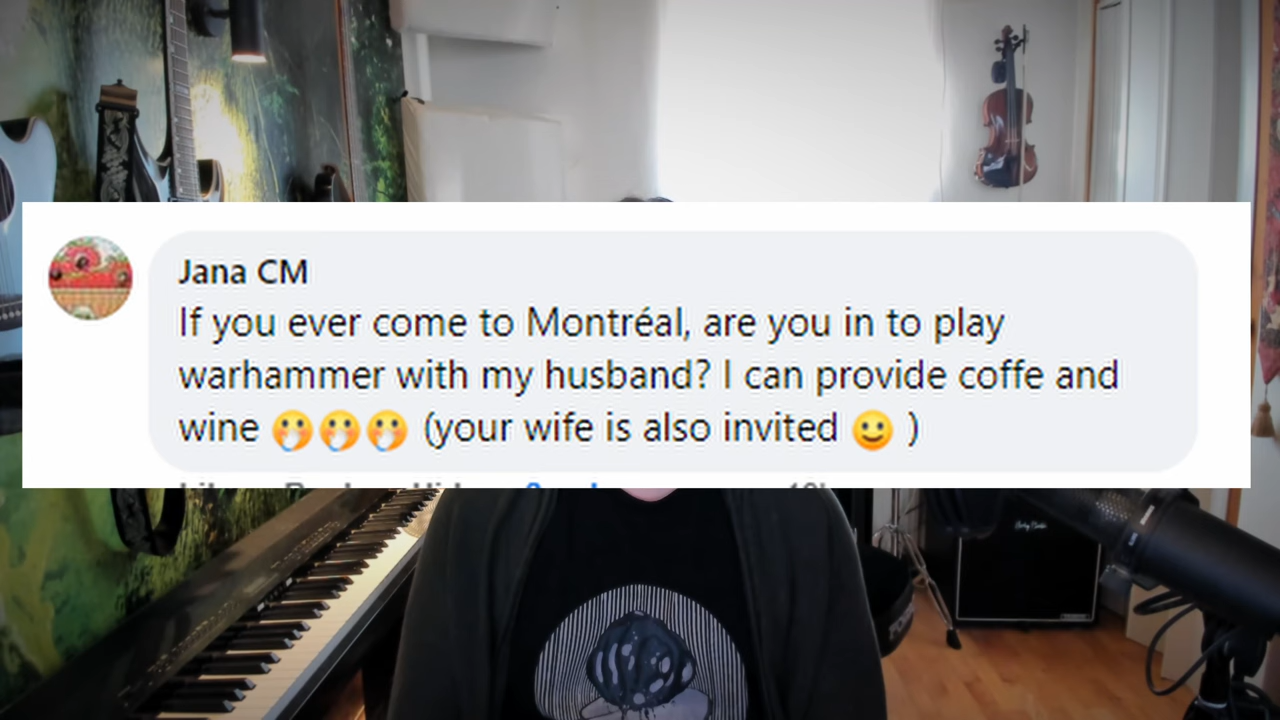 Jana CM
If you ever come to Montréal, are you in to play
warhammer with my husband? I can provide coffe and
wine 🫢🫢🫢 (your wife is also invited 🙂 )